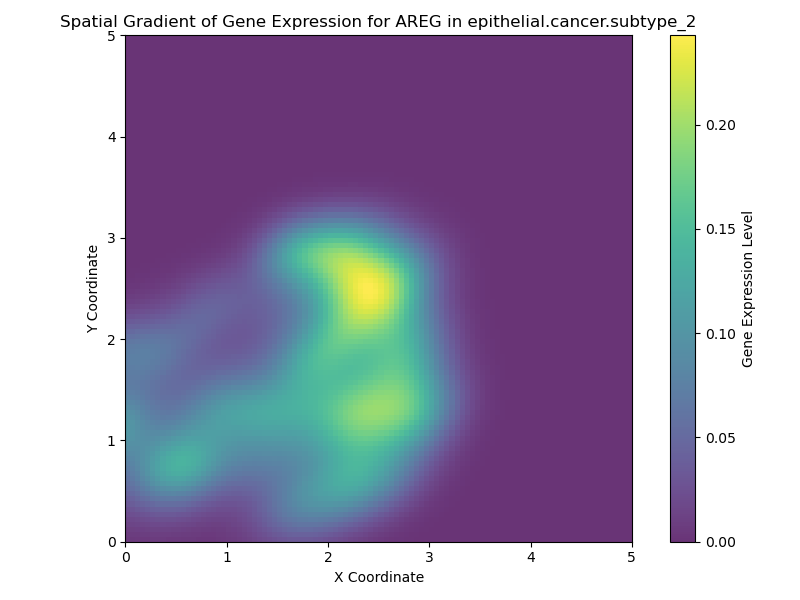 Spatial Gradient of Gene Expression for AREG in epithelial.cancer.subtype_2
5
4
3
2
1
0
Y Coordinate
0 1 2 3 4 5
X Coordinate
0.20
0.15
0.10
0.05
0.00
Gene Expression Level